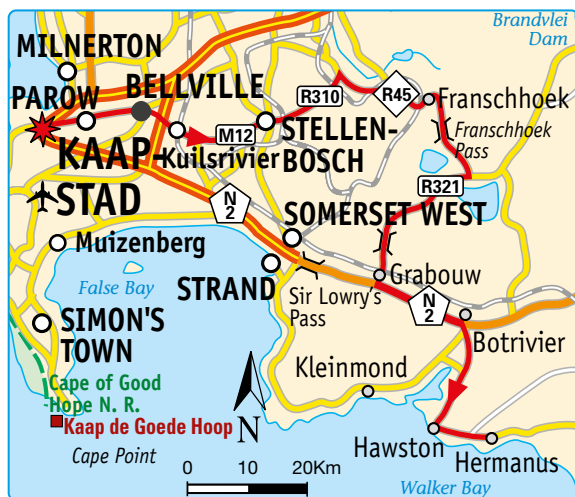 Brandvlei
Dam
MILNERTON
BELLVILLE
R310
R45
Franschhoek
PAROW
M12
STELLEN-
BOSCH
Franschhoek
Pass
KAAP-
STAD
Kuilsrivier
R321
N
2
SOMERSET WEST
Muizenberg
False Bay
STRAND
Grabouw
Sir Lowry's
Pass
N
2
Botrivier
SIMON'S
TOWN
Kleinmond
Cape of Good
Hope N. R.
Kaap de Goede Hoop
N
Cape Point
Hawston
Hermanus
0 10 20Km
Walker Bay